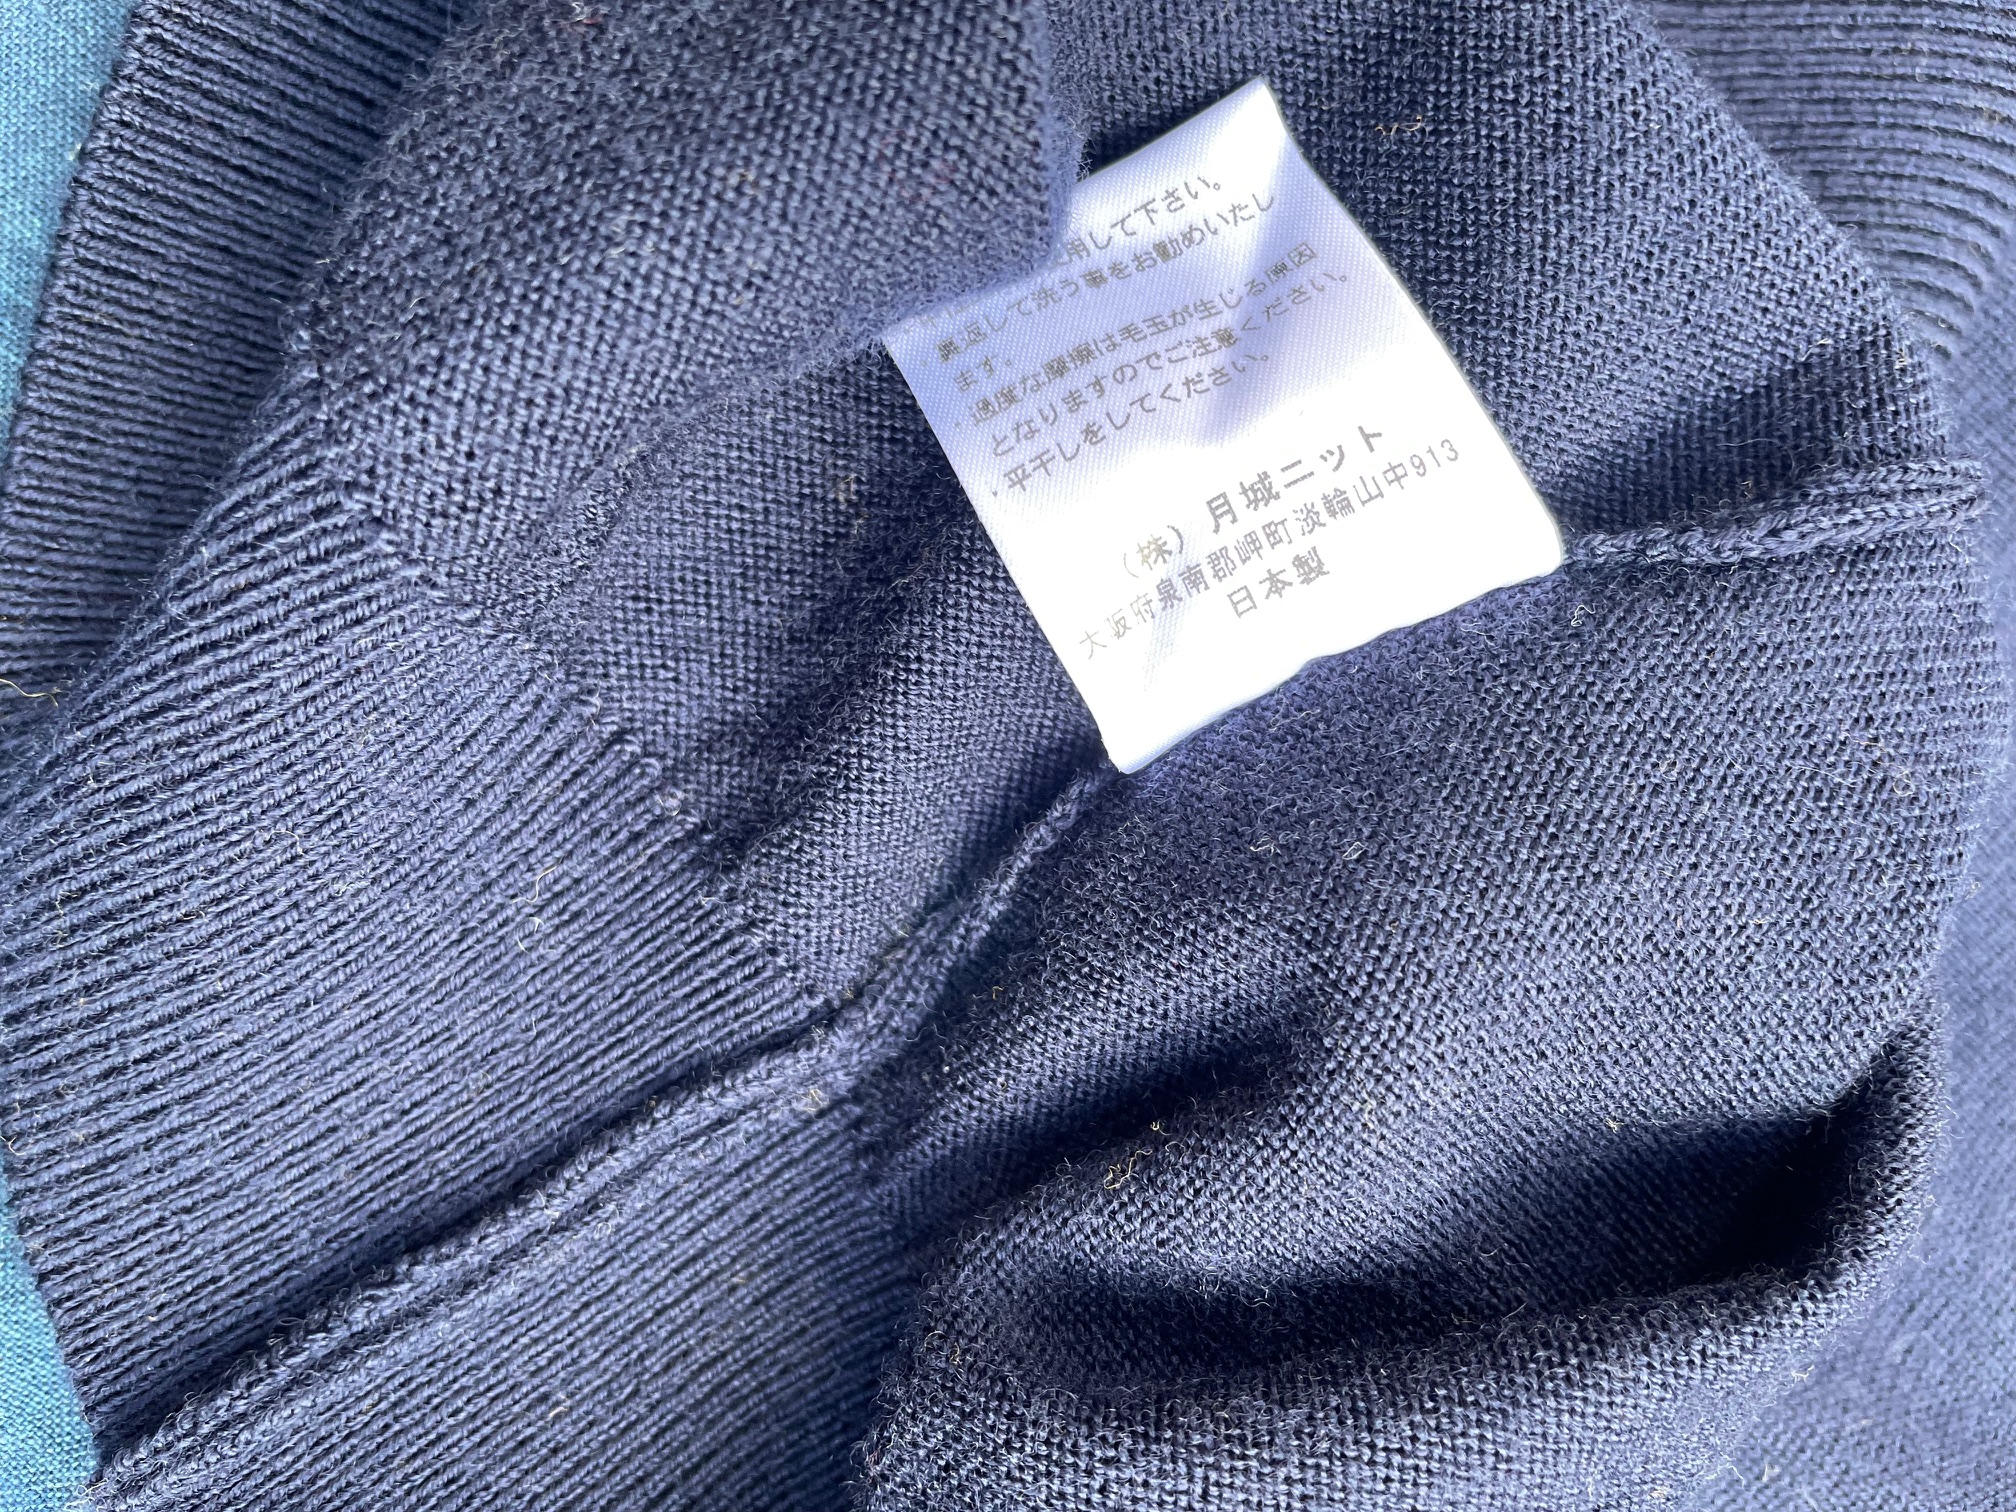 用して下さい。
裏返して洗う事をお勧めいたし
ます。
・過度な摩擦は毛玉が生じる原因
となりますのでご注意ください。
・平干しをしてください。
（株）月城ニット
大阪府泉南郡岬町淡輪山中913
日本製